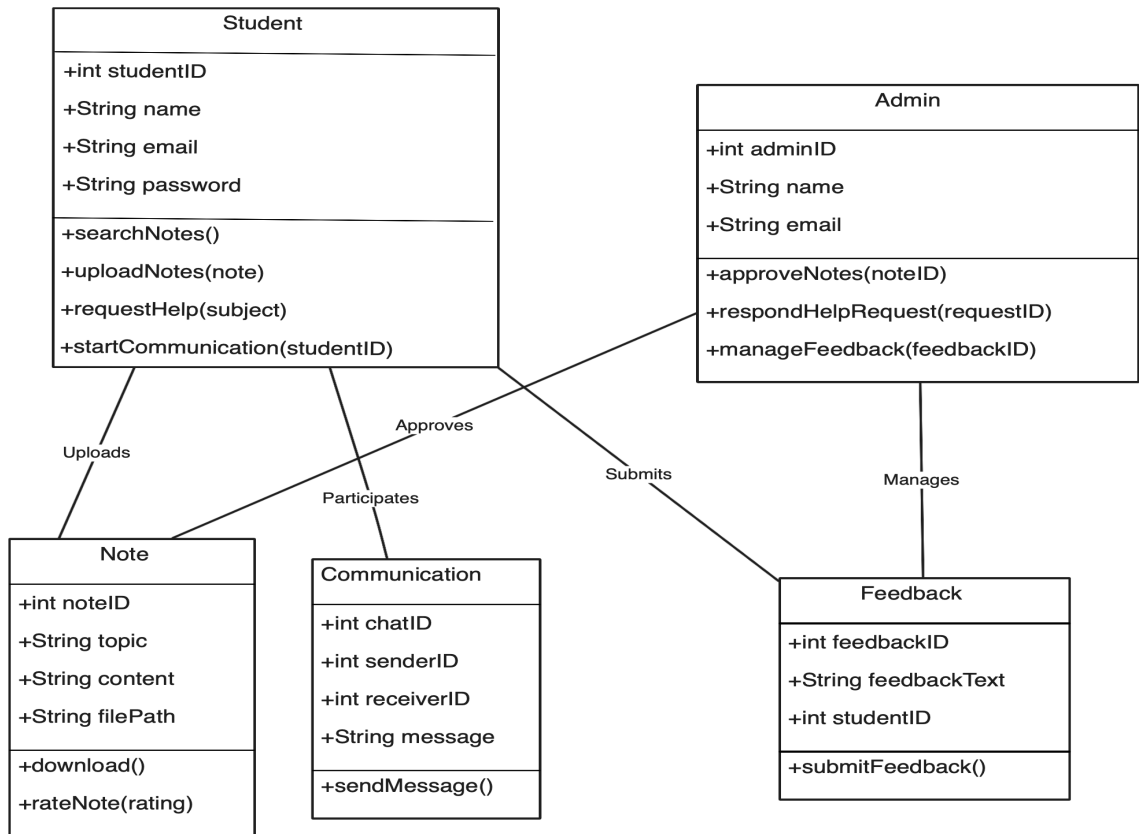 Student
+int studentID
+String name
+String email
+String password
+searchNotes()
+uploadNotes(note)
+requestHelp(subject)
+startCommunication(studentID)
Admin
+int adminID
+String name
+String email
+approveNotes(noteID)
+respondHelpRequest(requestID)
+manageFeedback(feedbackID)
Uploads
Participates
Approves
Submits
Manages
Note
+int noteID
+String topic
+String content
+String filePath
+download()
+rateNote(rating)
Communication
+int chatID
+int senderID
+int receiverID
+String message
+sendMessage()
Feedback
+int feedbackID
+String feedbackText
+int studentID
+submitFeedback()